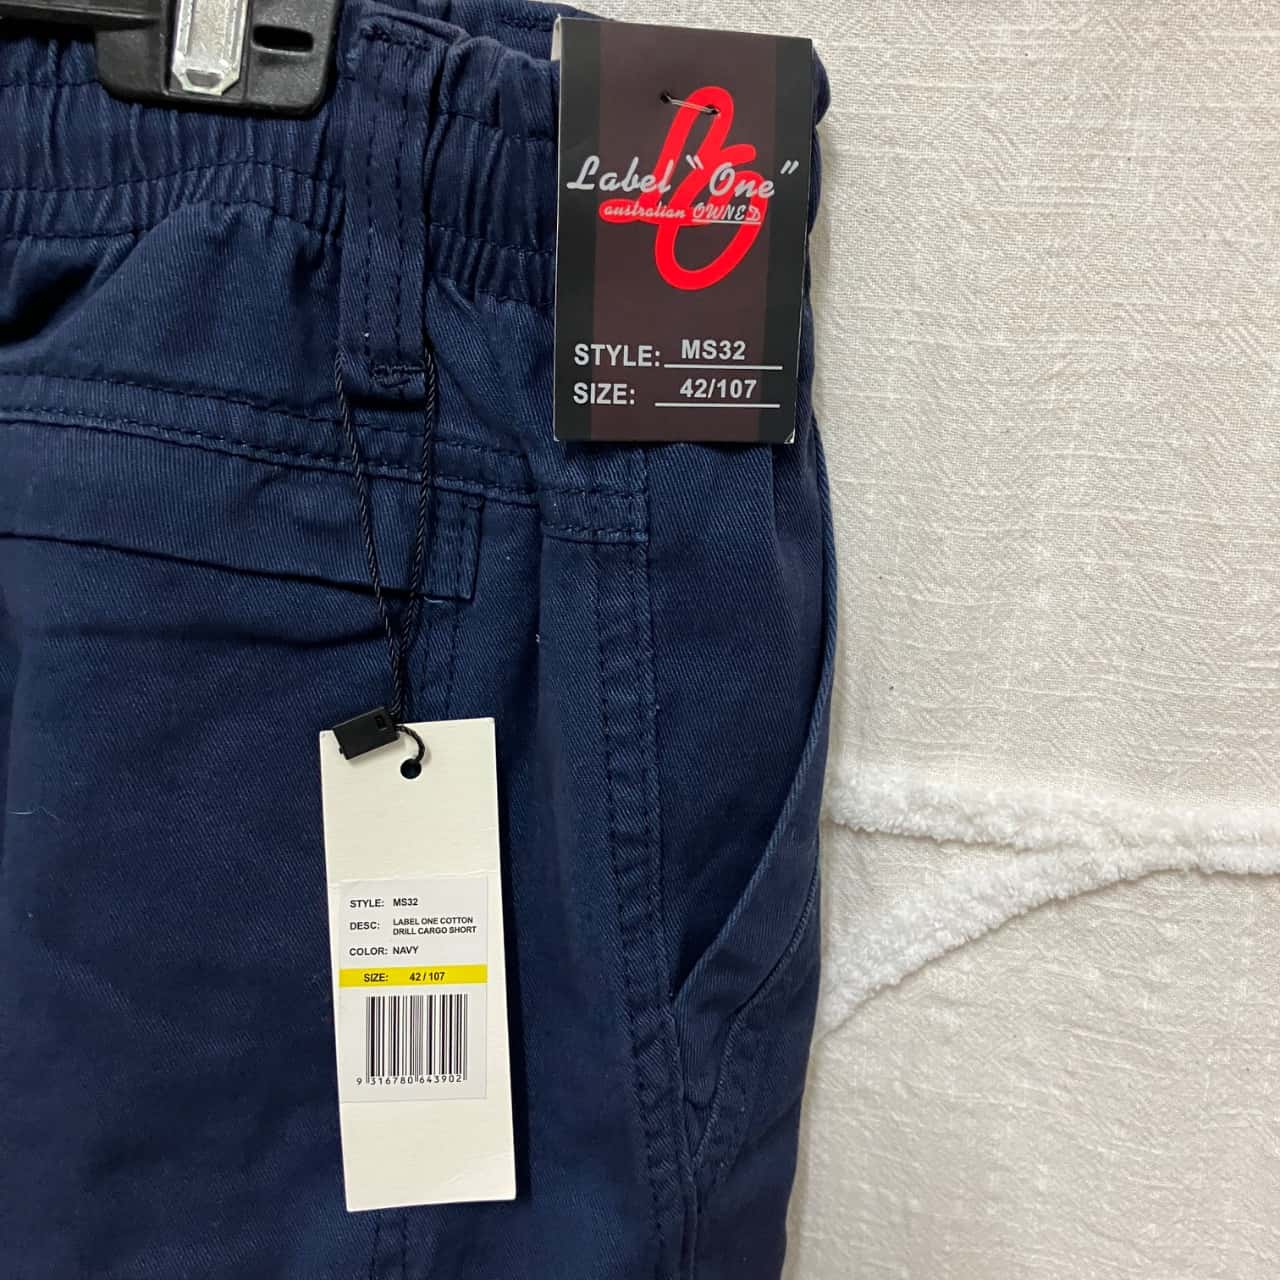 Label "One"
australian OWNED
STYLE: MS32
SIZE: 42/107
STYLE: MS32
DESC: LABEL ONE COTTON
DRILL CARGO SHORT
COLOR: NAVY
SIZE: 42 / 107
9 316780 643902